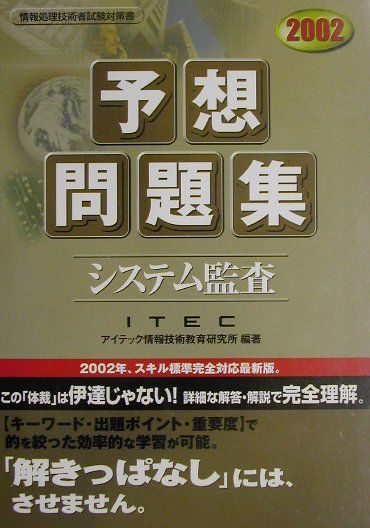 情報処理技術者試験対策書
2002
予想
問題集
システム監査
ITEC
アイテック情報技術教育研究所 編著
2002年、スキル標準完全対応最新版。
この「体裁」は伊達じゃない！ 詳細な解答・解説で完全理解。
【キーワード・出題ポイント・重要度】で
的を絞った効率的な学習が可能。
「解きっぱなし」には、
させません。